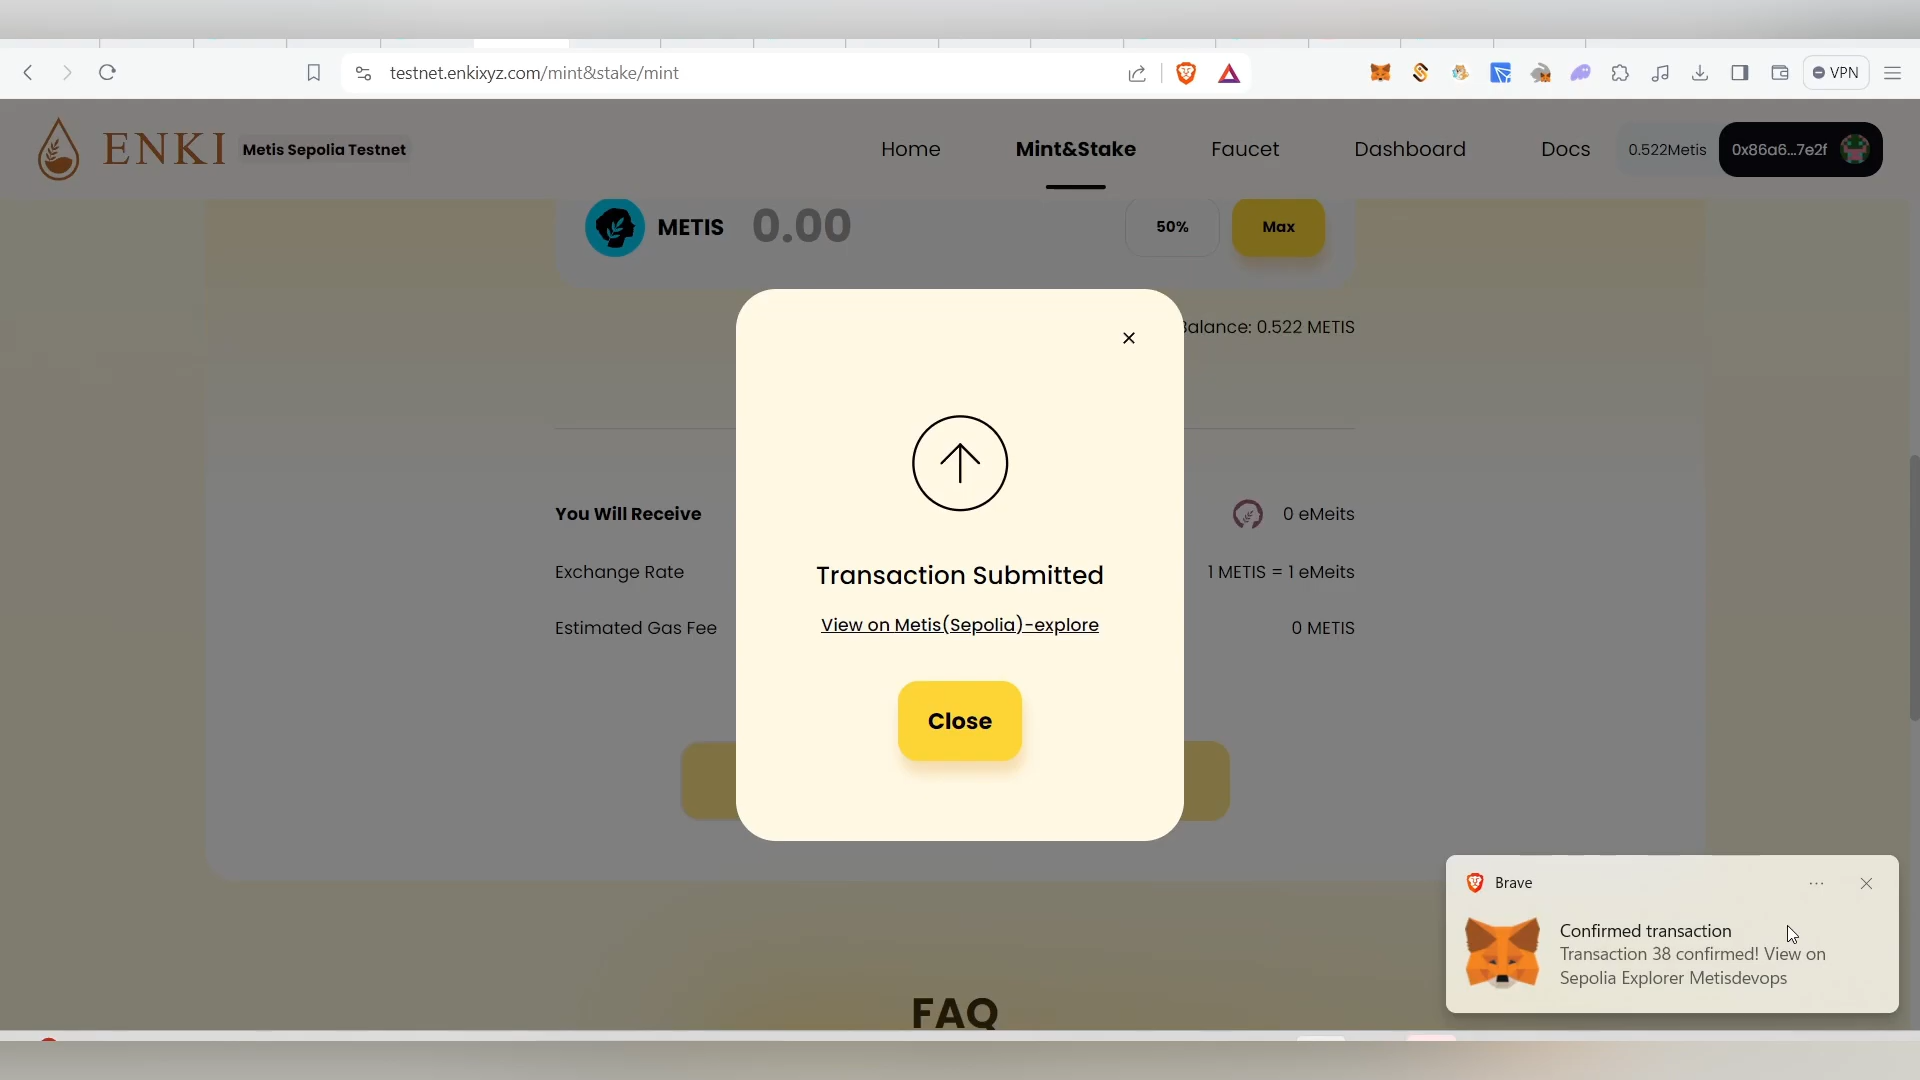 testnet.enkixyz.com/mint&stake/mint
VPN
ENKI
Metis Sepolia Testnet
Home
Mint&Stake
Faucet
Dashboard
Docs
0.522Metis
0x86a6...7e2f
METIS
0.00
50%
Max
Balance: 0.522 METIS
Transaction Submitted
View on Metis(Sepolia)-explore
Close
You Will Receive
0 eMeits
Exchange Rate
1 METIS = 1 eMeits
Estimated Gas Fee
0 METIS
FAQ
Brave
Confirmed transaction
Transaction 38 confirmed! View on
Sepolia Explorer Metisdevops